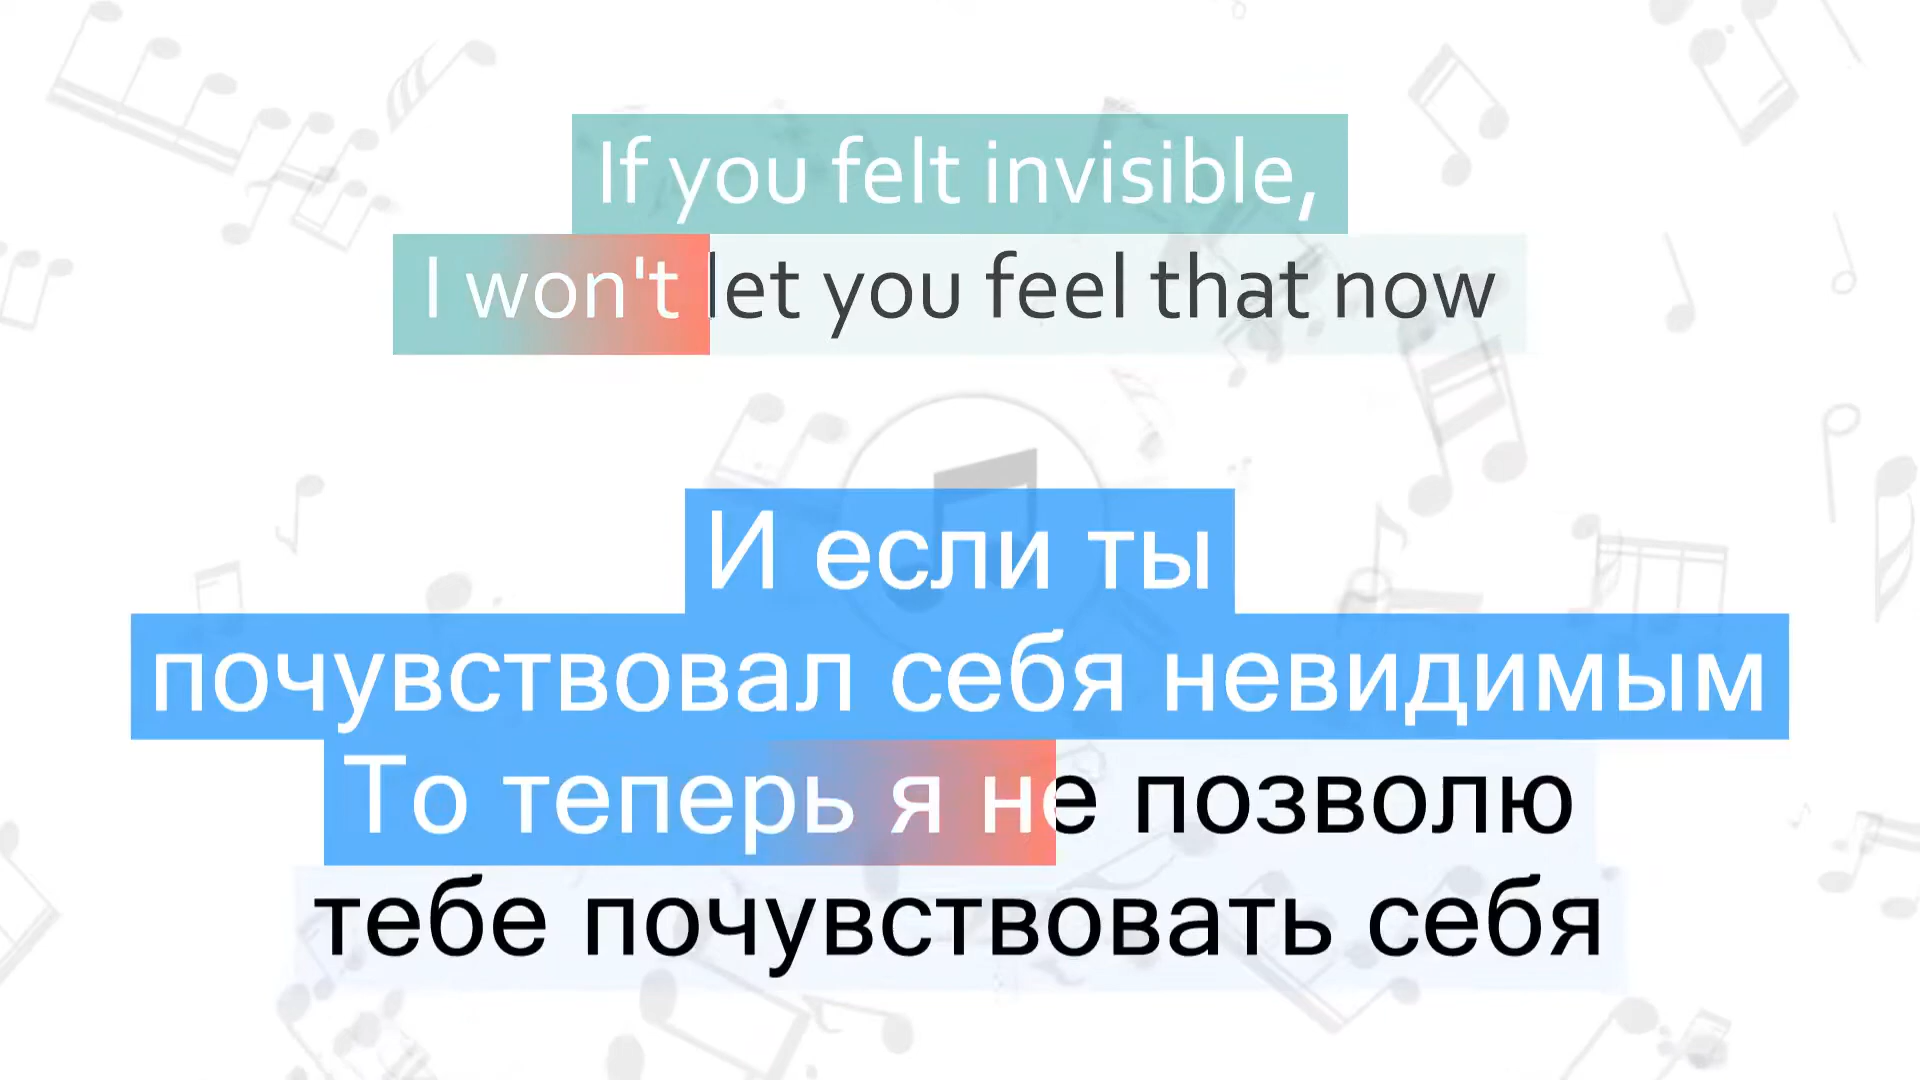 If you felt invisible,
I won't let you feel that now
И если ты
почувствовал себя невидимым
То теперь я не позволю
тебе почувствовать себя